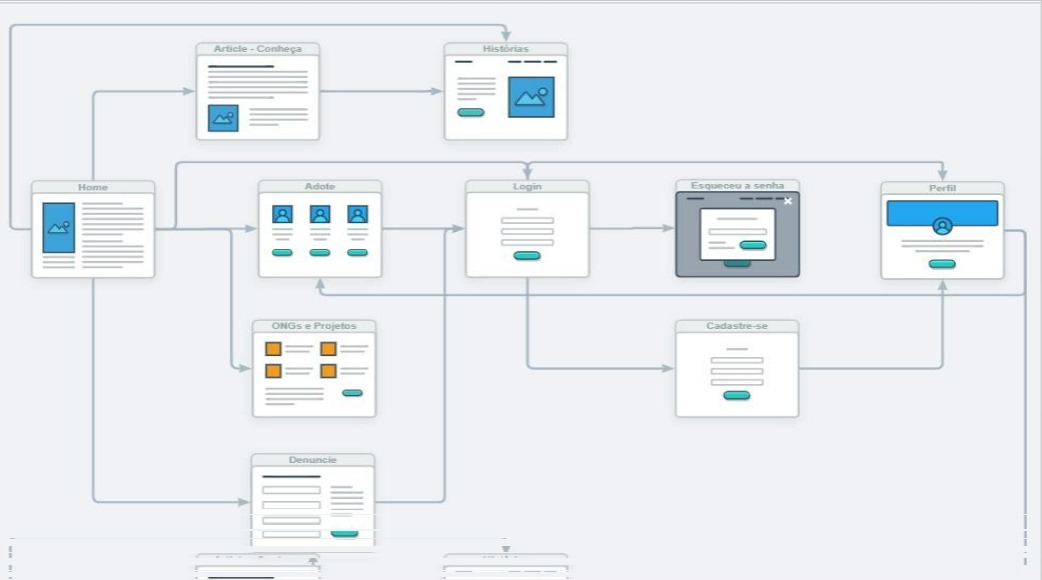 Article - Conheça
Histórias
Home
Adote
Login
Esqueceu a senha
Perfil
ONGs e Projetos
Cadastre-se
Denuncie